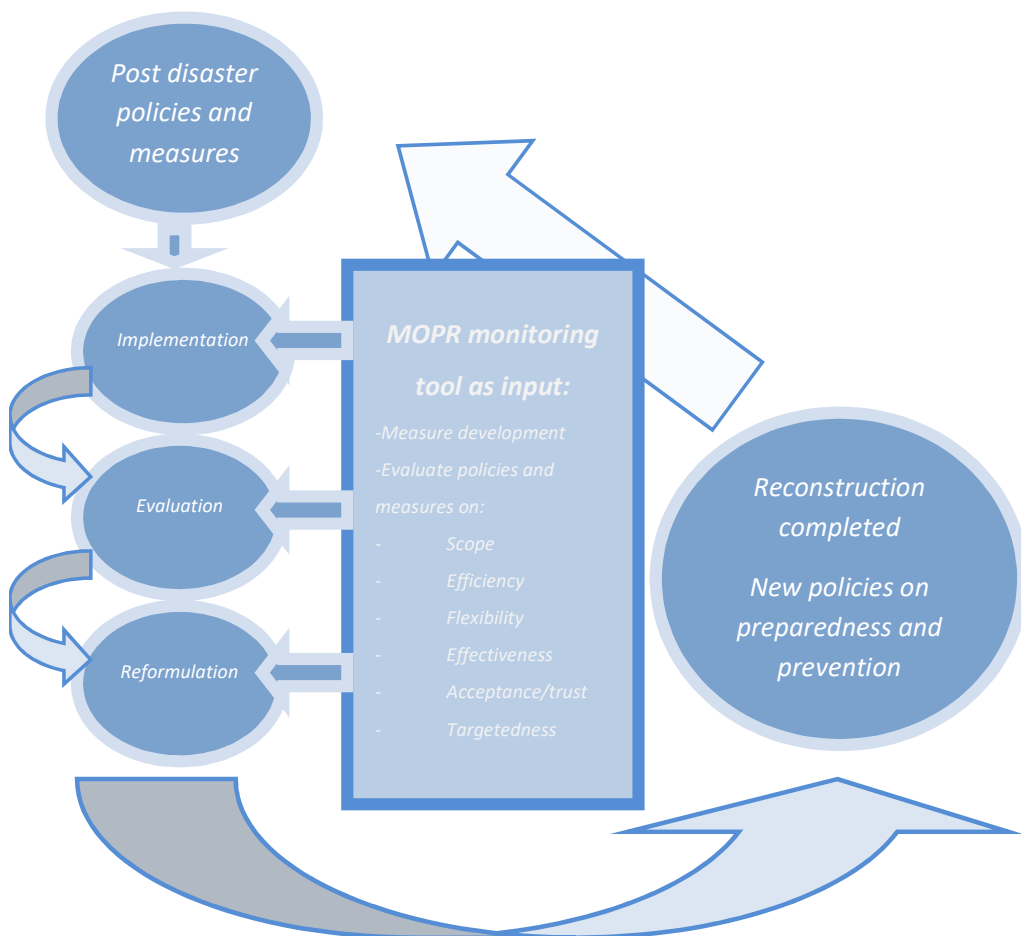 Post disaster
policies and
measures
Implementation
Evaluation
Reformulation
MOPR monitoring
tool as input:
-Measure development
-Evaluate policies and
measures on:
- Scope
- Efficiency
- Flexibility
- Effectiveness
- Acceptance/trust
- Targetedness
Reconstruction
completed
New policies on
preparedness and
prevention